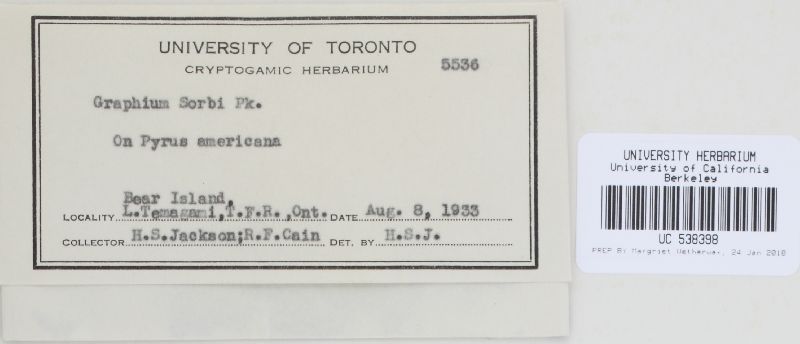 UNIVERSITY OF TORONTO
CRYPTOGAMIC HERBARIUM 5536
Graphium Sorbi Pk.
On Pyrus americana
Bear Island,
LOCALITY L.Temagami,T.F.R.,Ont. DATE Aug. 8, 1933
COLLECTOR H.S.Jackson;R.F.Cain DET. BY H.S.J.
UNIVERSITY HERBARIUM
University of California
Berkeley
UC 538398
PREP BY Margriet Wetherwax, 24 Jan 2018